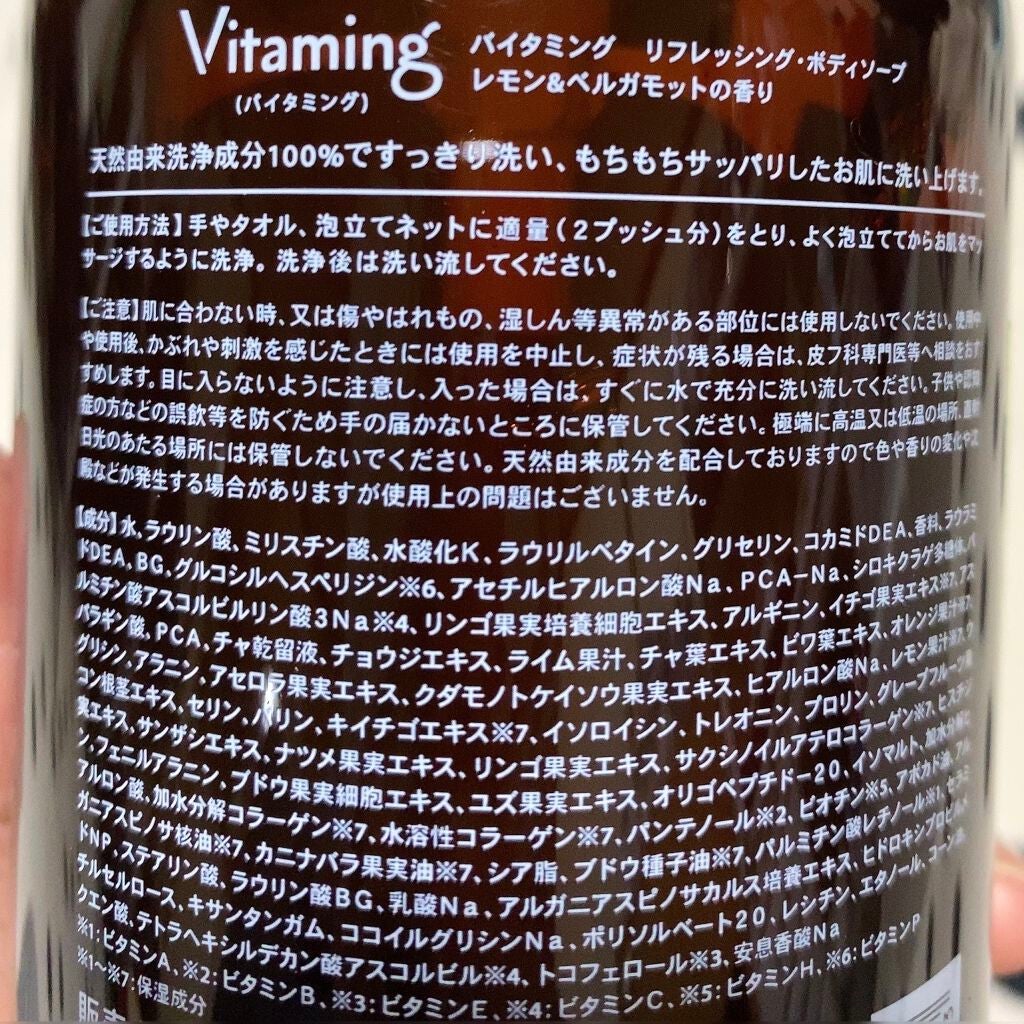 Vitaming
(バイタミング)
バイタミング リフレッシング・ボディソープ
レモン&ベルガモットの香り
天然由来洗浄成分100%ですっきり洗い、もちもちサッパリしたお肌に洗い上げます。
【ご使用方法】手やタオル、泡立てネットに適量(2プッシュ分)をとり、よく泡立ててからお肌をマッ
サージするように洗浄。洗浄後は洗い流してください。
【ご注意】肌に合わない時、又は傷やはれもの、湿しん等異常がある部位には使用しないでください。使用中
や使用後、かぶれや刺激を感じたときには使用を中止し、症状が残る場合は、皮フ科専門医等へ相談をおす
すめします。目に入らないように注意し、入った場合は、すぐに水で充分に洗い流してください。子供や認知
症の方などの誤飲等を防ぐため手の届かないところに保管してください。極端に高温又は低温の場所、直射
日光のあたる場所には保管しないでください。天然由来成分を配合しておりますので色や香りの変化や沈
殿などが発生する場合がありますが使用上の問題はございません。
【成分】水、ラウリン酸、ミリスチン酸、水酸化K、ラウリルベタイン、グリセリン、コカミドDEA、香料、ラウラミ
ドDEA、BG、グルコシルヘスペリジン※6、アセチルヒアルロン酸Na、PCA-Na、シロキクラゲ多糖体、パ
ルミチン酸アスコルビルリン酸3Na※4、リンゴ果実培養細胞エキス、アルギニン、イチゴ果実エキス※7、アス
パラギン酸、PCA、チャ乾留液、チョウジエキス、ライム果汁、チャ葉エキス、ビワ葉エキス、オレンジ果汁※7、
グリシン、アラニン、アセロラ果実エキス、クダモノトケイソウ果実エキス、ヒアルロン酸Na、レモン果汁※7、ウ
コン根茎エキス、セリン、バリン、キイチゴエキス※7、イソロイシン、トレオニン、プロリン、グレープフルーツ果
実エキス、サンザシエキス、ナツメ果実エキス、リンゴ果実エキス、サクシノイルアテロコラーゲン※7、ヒスチジ
ン、フェニルアラニン、ブドウ果実細胞エキス、ユズ果実エキス、オリゴペプチド-20、イソマルト、加水分解ヒ
アルロン酸、加水分解コラーゲン※7、水溶性コラーゲン※7、パンテノール※2、ビオチン※5、アボカド油、アル
ガニアスピノサ核油※7、カニナバラ果実油※7、シア脂、ブドウ種子油※7、パルミチン酸レチノール※1、セラミ
ドNP、ステアリン酸、ラウリン酸BG、乳酸Na、アルガニアスピノサカルス培養エキス、ヒドロキシプロピルメ
チルセルロース、キサンタンガム、ココイルグリシンNa、ポリソルベート20、レシチン、エタノール、コーン油、
クエン酸、テトラヘキシルデカン酸アスコルビル※4、トコフェロール※3、安息香酸Na
※1:ビタミンA、※2:ビタミンB、※3:ビタミンE、※4:ビタミンC、※5:ビタミンH、※6:ビタミンP
※1〜※7:保湿成分